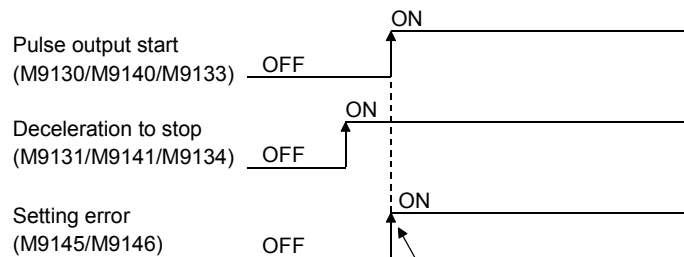 ON
Pulse output start
(M9130/M9140/M9133) OFF
ON
Deceleration to stop
(M9131/M9141/M9134) OFF
ON
Setting error
(M9145/M9146) OFF